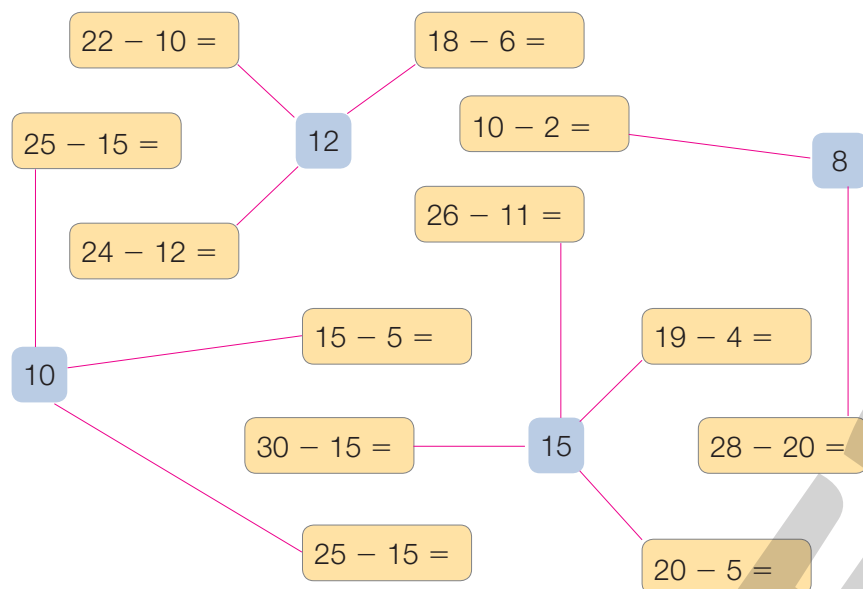 22 − 10 =
18 − 6 =
10 − 2 =
25 − 15 =
12
8
26 − 11 =
24 − 12 =
15 − 5 =
19 − 4 =
10
30 − 15 =
15
28 − 20 =
25 − 15 =
20 − 5 =